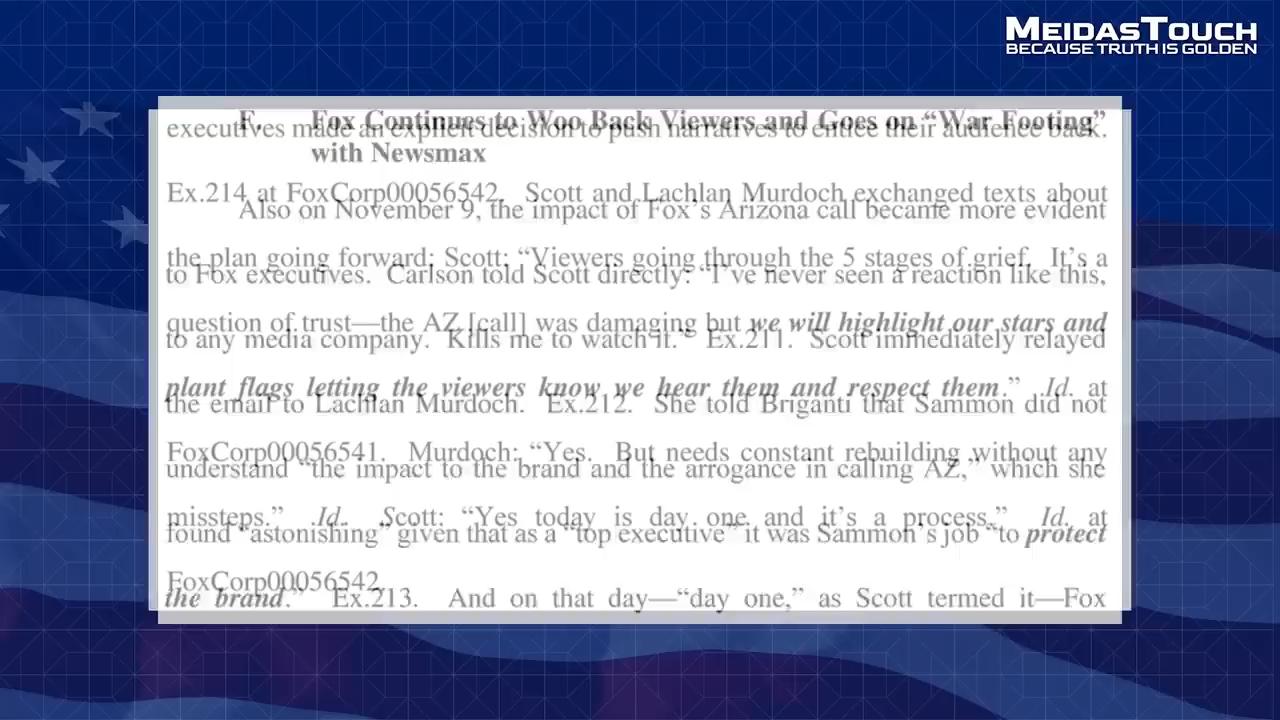 MEIDASTOUCH
BECAUSE TRUTH IS GOLDEN
F. Fox Continues to Woo Back Viewers and Goes on “War Footing”
with Newsmax
Also on November 9, the impact of Fox’s Arizona call became more evident
to Fox executives. Carlson told Scott directly: “I’ve never seen a reaction like this,
to any media company. Kills me to watch it.” Ex.211. Scott immediately relayed
the email to Lachlan Murdoch. Ex.212. She told Briganti that Sammon did not
understand “the impact to the brand and the arrogance in calling AZ,” which she
found “astonishing” given that as a “top executive” it was Sammon’s job “to protect
the brand.” Ex.213. And on that day—“day one,” as Scott termed it—Fox
executives made an explicit decision to push narratives to entice their audience back.
Ex.214 at FoxCorp00056542. Scott and Lachlan Murdoch exchanged texts about
the plan going forward: Scott: “Viewers going through the 5 stages of grief. It’s a
question of trust—the AZ [call] was damaging but we will highlight our stars and
plant flags letting the viewers know we hear them and respect them.” Id. at
FoxCorp00056541. Murdoch: “Yes. But needs constant rebuilding without any
missteps.” Id. Scott: “Yes today is day one and it’s a process.” Id. at
FoxCorp00056542.